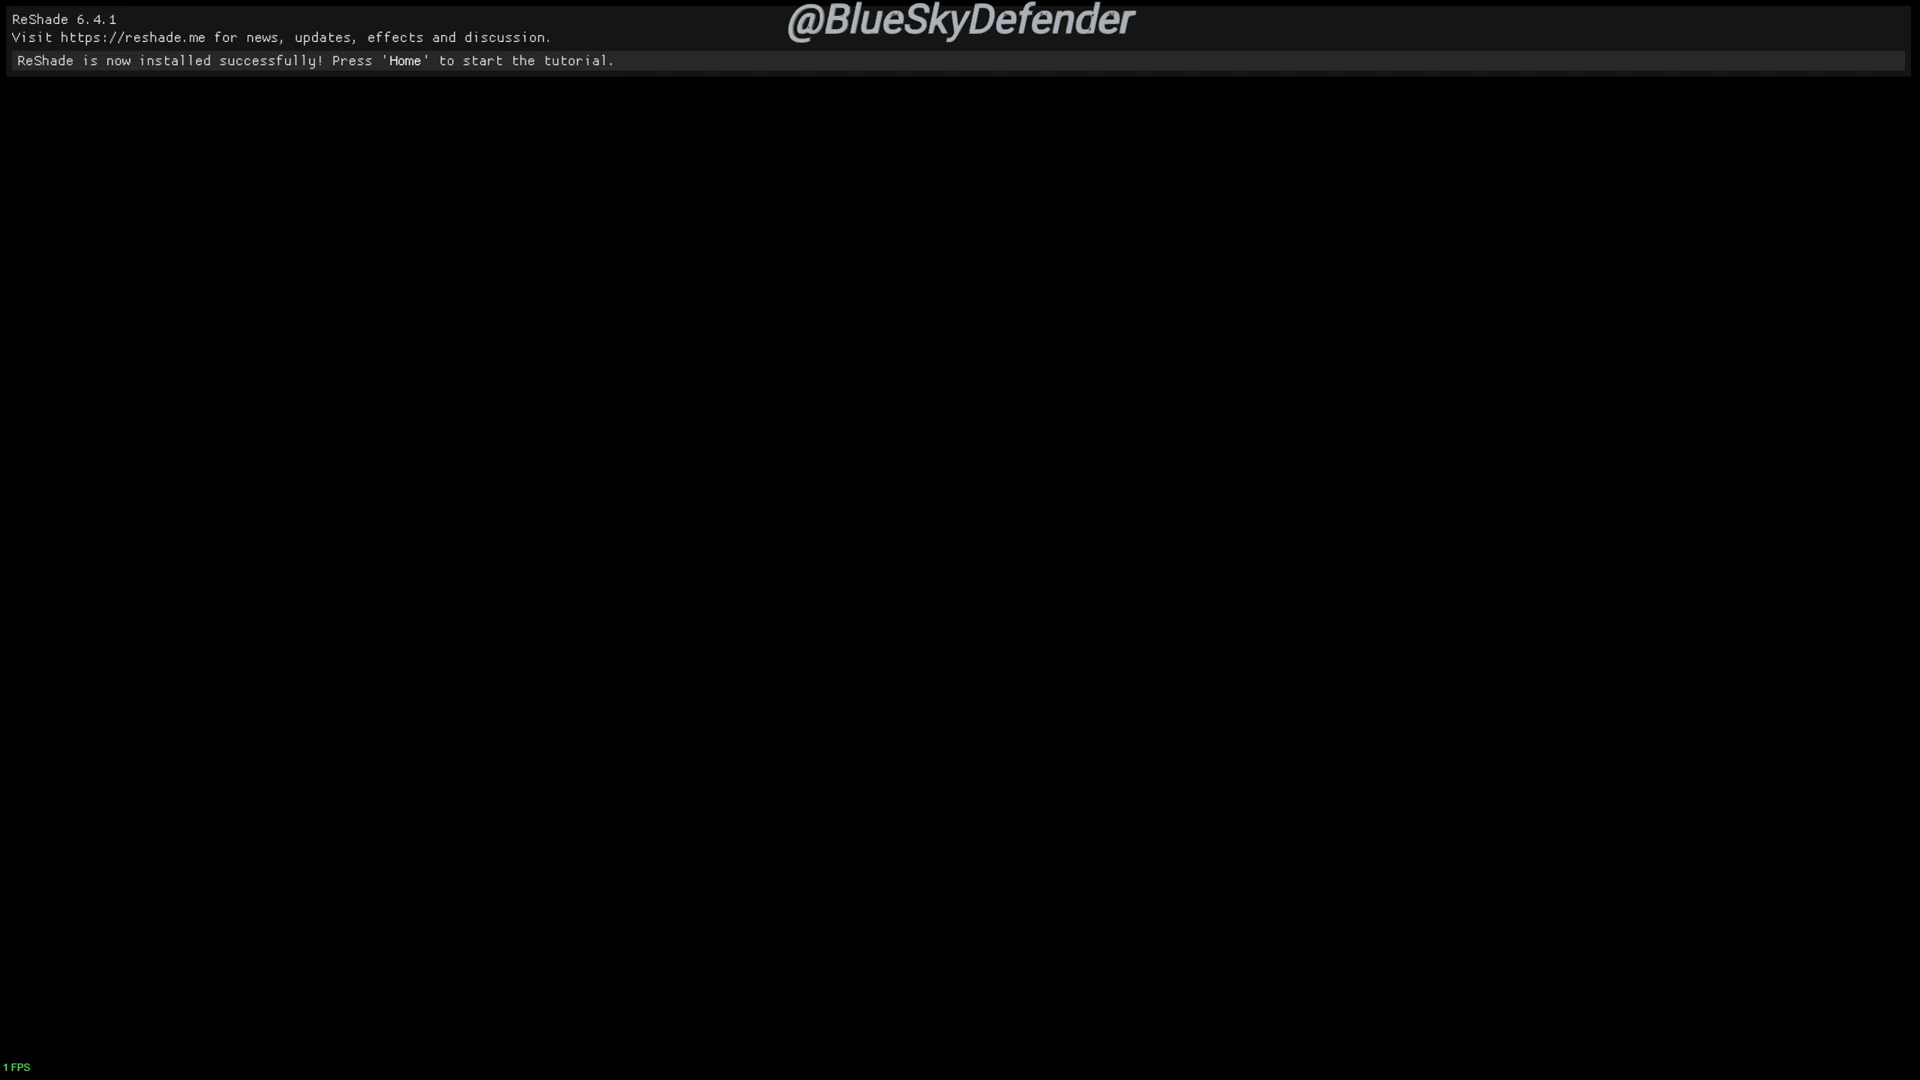 ReShade 6.4.1
@BlueSkyDefender
Visit https://reshade.me for news, updates, effects and discussion.
ReShade is now installed successfully! Press 'Home' to start the tutorial.
1 FPS